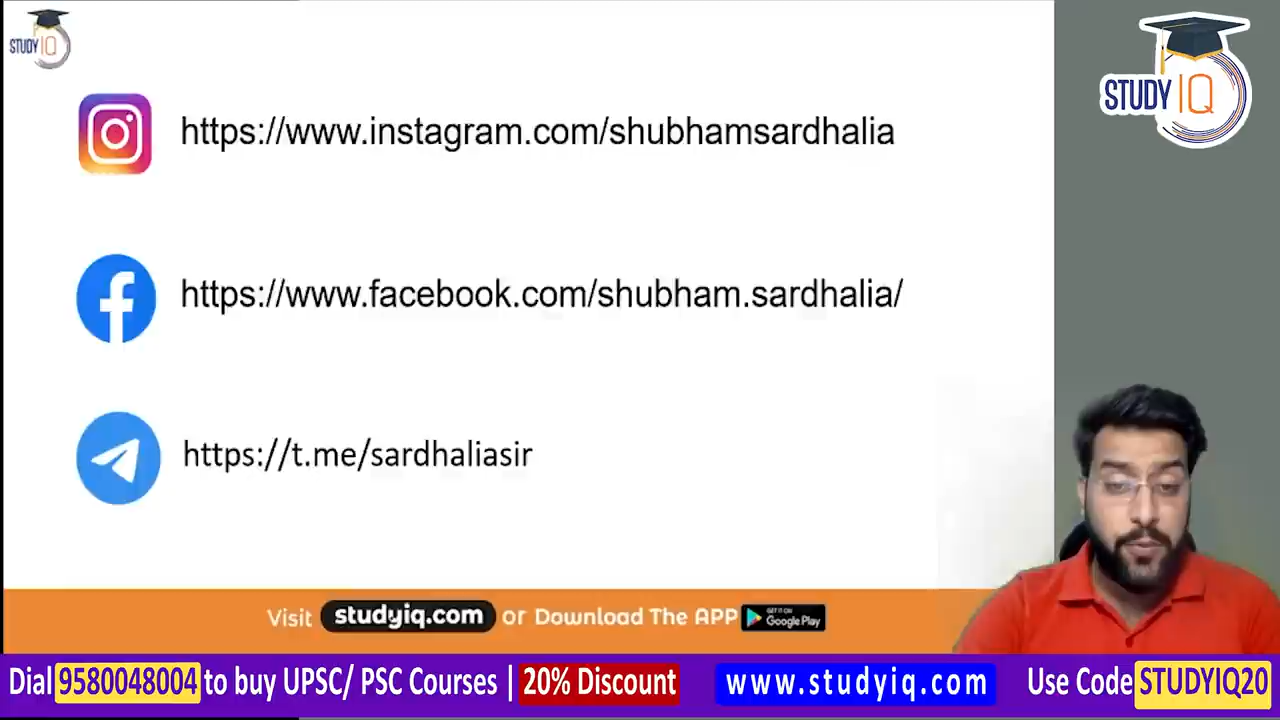 STUDY IQ
STUDY IQ
https://www.instagram.com/shubhamsardhalia
https://www.facebook.com/shubham.sardhalia/
https://t.me/sardhaliasir
Visit studyiq.com or Download The APP GET IT ON Google Play
Dial 9580048004 to buy UPSC/ PSC Courses | 20% Discount www.studyiq.com Use Code STUDYIQ20